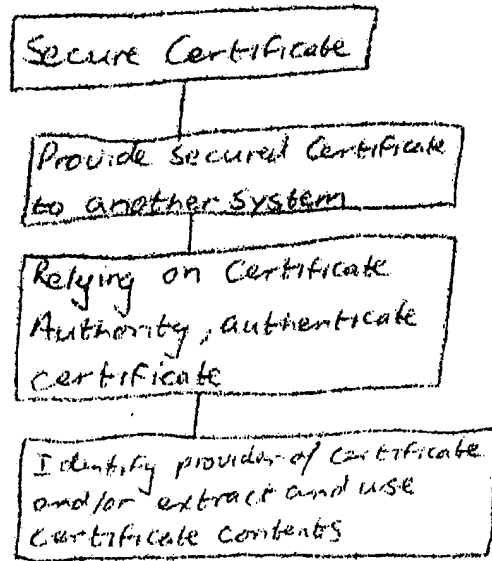 Secure Certificate
Provide secured Certificate
to another system
Relying on Certificate
Authority, authenticate
certificate
Identify provider of certificate
and/or extract and use
certificate contents